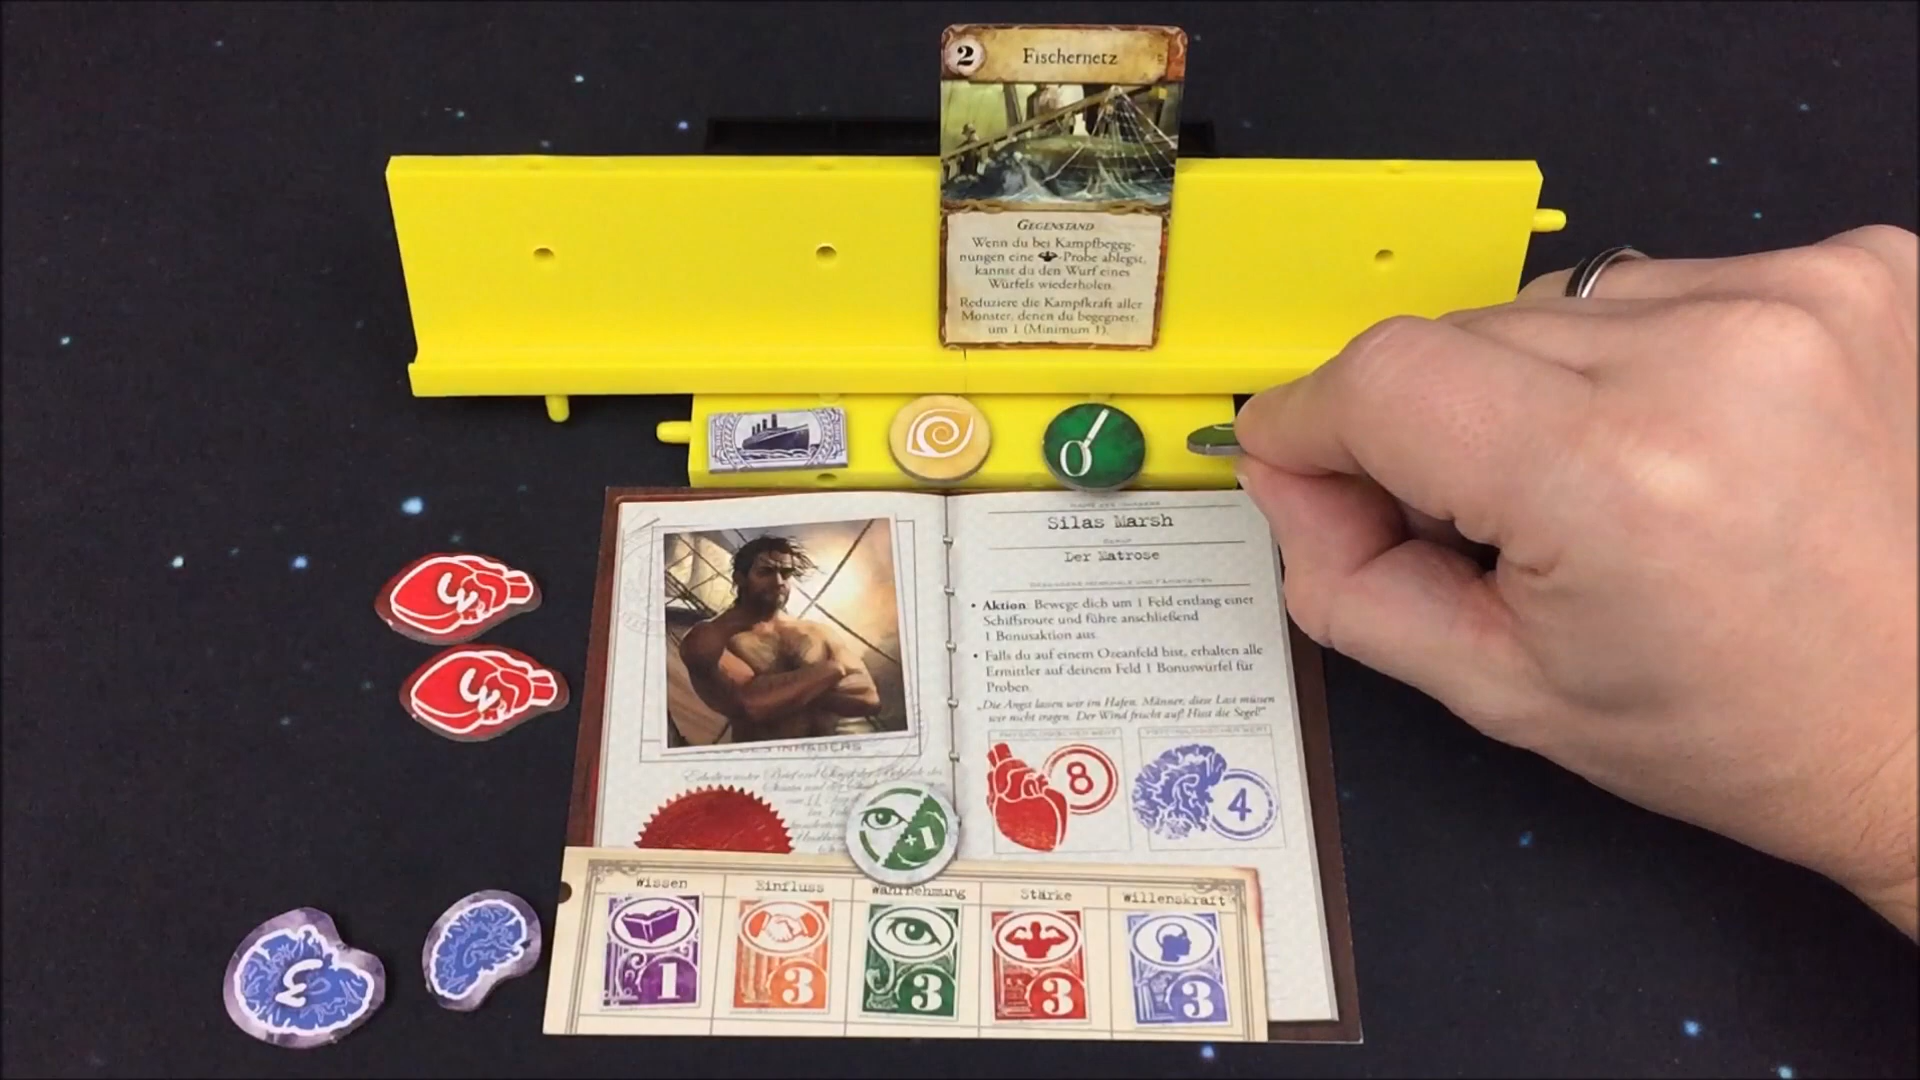 2
Fischernetz
GEGENSTAND
Wenn du bei Kampfbegeg-
nungen eine -Probe ablegst,
kannst du den Wurf eines
Würfels wiederholen.
Reduziere die Kampfkraft aller
Monster, denen du begegnest,
um 1 (Minimum 1).
Silas Marsh
Der Matrose
• Aktion: Bewege dich um 1 Feld entlang einer
Schiffsroute und führe anschließend
1 Bonusaktion aus.
• Falls du auf einem Ozeanfeld bist, erhalten alle
Ermittler auf deinem Feld 1 Bonuswürfel für
Proben.
„Die Angst lassen wir im Hafen, Männer, diese Last müssen
wir nicht tragen. Der Wind frischt auf! Hisst die Segel!“
8
4
+1
Wissen
Einfluss
Wahrnehmung
Stärke
Willenskraft
1
3
3
3
3
3
3
3